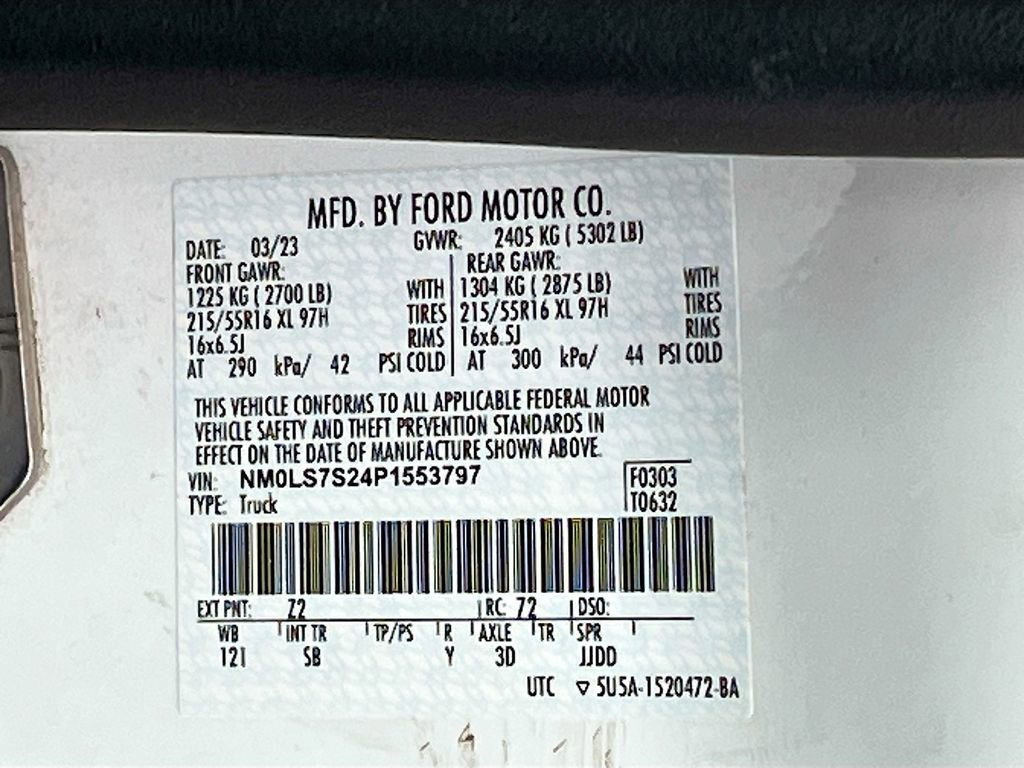 MFD. BY FORD MOTOR CO.
DATE: 03/23 GVWR: 2405 KG ( 5302 LB)
FRONT GAWR: REAR GAWR:
1225 KG ( 2700 LB) WITH 1304 KG ( 2875 LB) WITH
215/55R16 XL 97H TIRES 215/55R16 XL 97H TIRES
16x6.5J RIMS 16x6.5J RIMS
AT 290 kPa/ 42 PSI COLD AT 300 kPa/ 44 PSI COLD
THIS VEHICLE CONFORMS TO ALL APPLICABLE FEDERAL MOTOR
VEHICLE SAFETY AND THEFT PREVENTION STANDARDS IN
EFFECT ON THE DATE OF MANUFACTURE SHOWN ABOVE.
VIN: NM0LS7S24P1553797 F0303
TYPE: Truck T0632
EXT PNT: Z2 RC: 72 DSO:
WB INT TR TP/PS R AXLE TR SPR
121 SB Y 3D JJDD
UTC ▽ 5U5A-1520472-BA